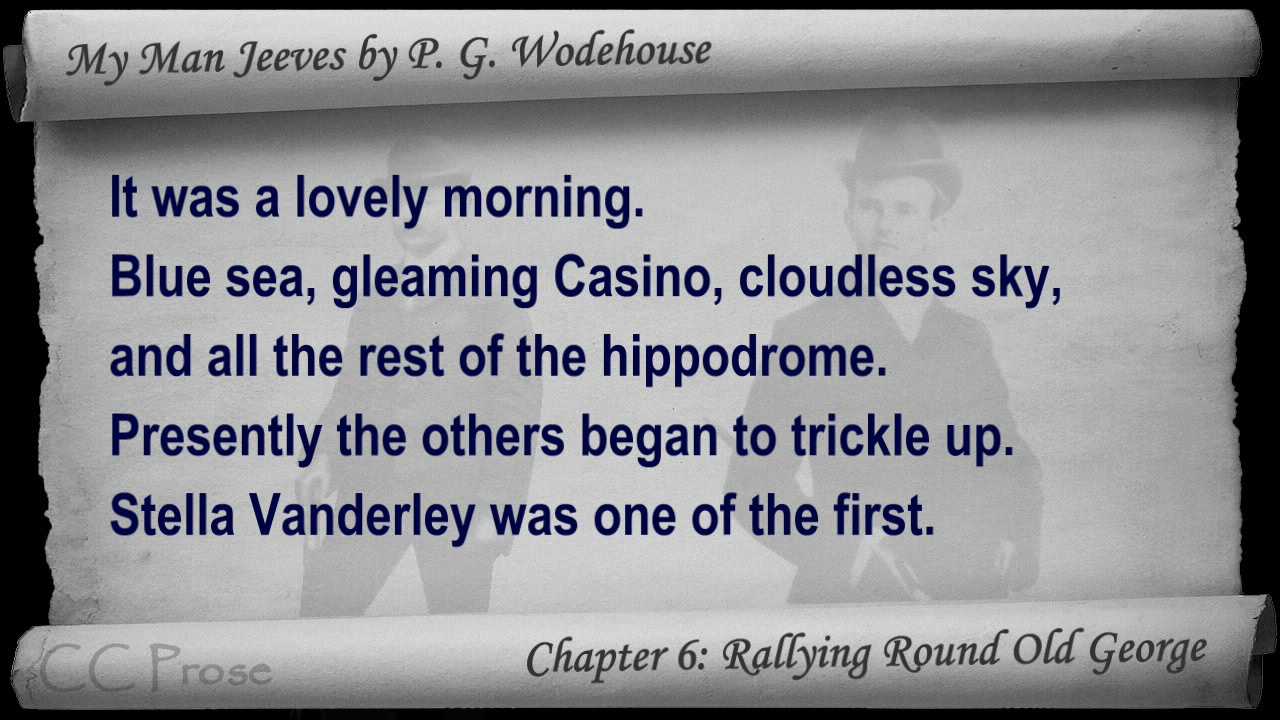 My Man Jeeves by P. G. Wodehouse
It was a lovely morning.
Blue sea, gleaming Casino, cloudless sky,
and all the rest of the hippodrome.
Presently the others began to trickle up.
Stella Vanderley was one of the first.
CC Prose
Chapter 6: Rallying Round Old George